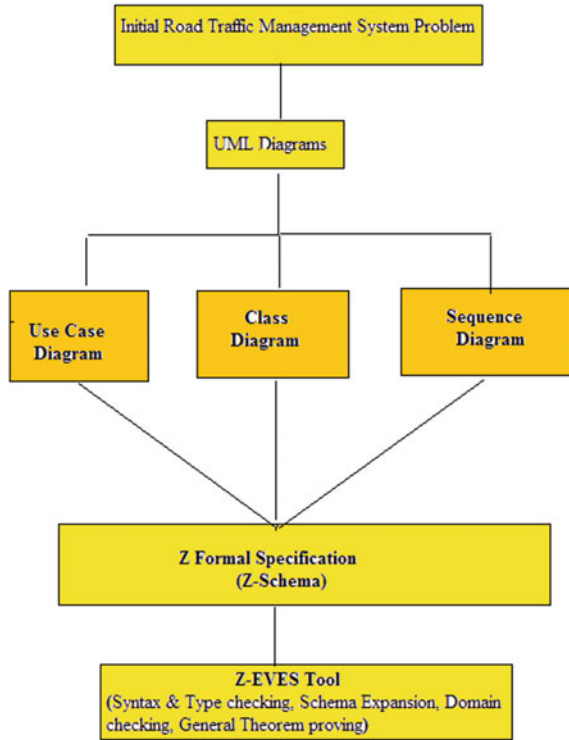 Initial Road Traffic Management System Problem
UML Diagrams
Use Case
Diagram
Class
Diagram
Sequence
Diagram
Z Formal Specification
(Z-Schema)
Z-EVES Tool
(Syntax & Type checking, Schema Expansion, Domain
checking, General Theorem proving)